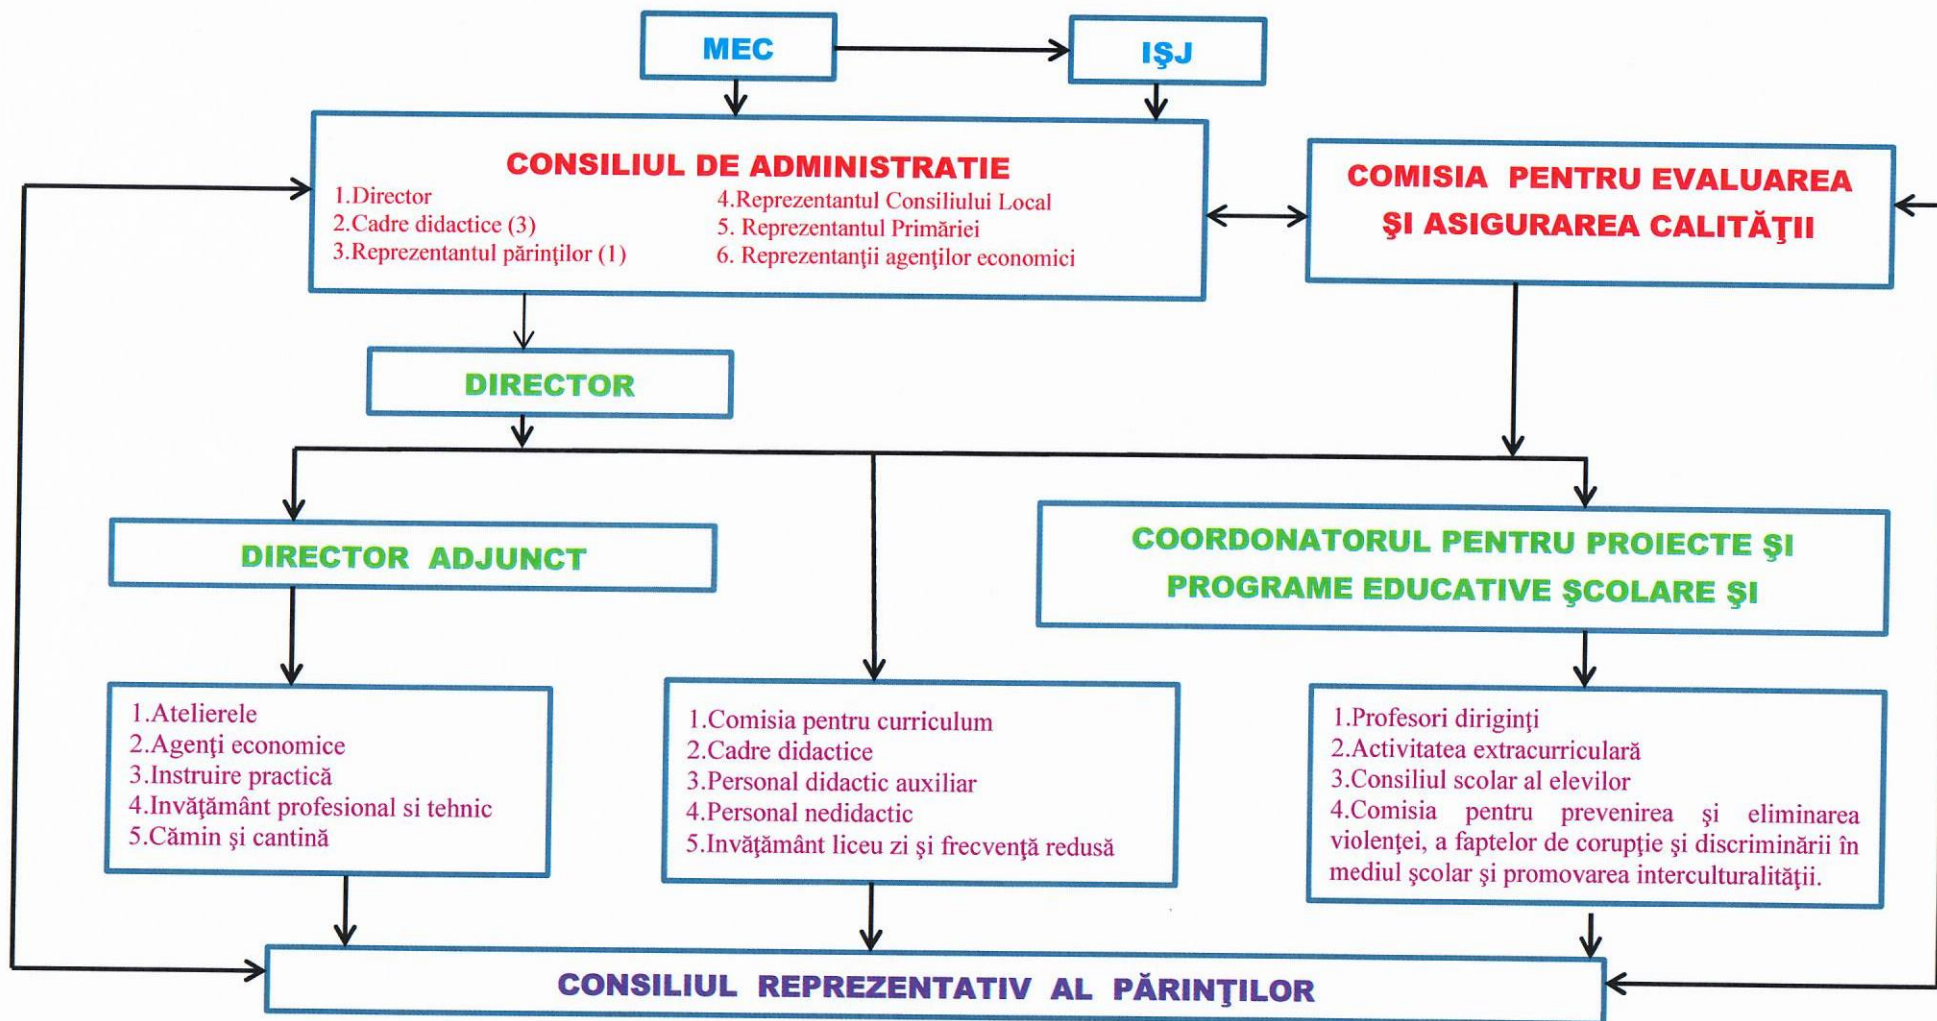 MEC
IŞJ
CONSILIUL DE ADMINISTRATIE
1.Director
2.Cadre didactice (3)
3.Reprezentantul părinţilor (1)
4.Reprezentantul Consiliului Local
5. Reprezentantul Primăriei
6. Reprezentanţii agenţilor economici
COMISIA PENTRU EVALUAREA
ŞI ASIGURAREA CALITĂŢII
DIRECTOR
DIRECTOR ADJUNCT
COORDONATORUL PENTRU PROIECTE ŞI
PROGRAME EDUCATIVE ŞCOLARE ŞI
1.Atelierele
2.Agenţi economice
3.Instruire practică
4.Invăţământ profesional si tehnic
5.Cămin şi cantină
1.Comisia pentru curriculum
2.Cadre didactice
3.Personal didactic auxiliar
4.Personal nedidactic
5.Invăţământ liceu zi şi frecvenţă redusă
1.Profesori diriginţi
2.Activitatea extracurriculară
3.Consiliul scolar al elevilor
4.Comisia pentru prevenirea şi eliminarea
violenţei, a faptelor de corupţie şi discriminării în
mediul şcolar şi promovarea interculturalităţii.
CONSILIUL REPREZENTATIV AL PĂRINŢILOR